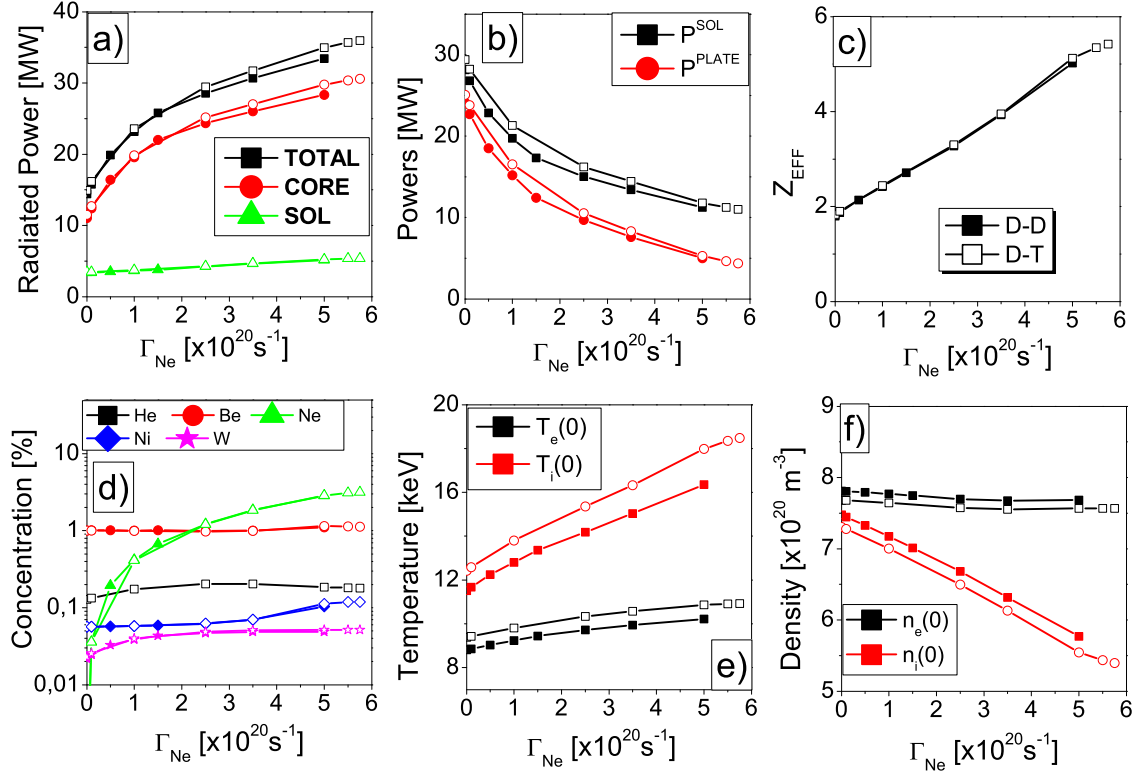 a)
Radiated Power [MW]
40
30
20
10
0
TOTAL
CORE
SOL
0 1 2 3 4 5 6
Γ_Ne [x10^20 s^-1]
b)
Powers [MW]
40
30
20
10
0
P^SOL
P^PLATE
0 1 2 3 4 5 6
Γ_Ne [x10^20 s^-1]
c)
Z_EFF
6
4
2
0
D-D
D-T
0 1 2 3 4 5 6
Γ_Ne [x10^20 s^-1]
He Be Ne
Ni W
d)
Concentration [%]
10
1
0,1
0,01
0 1 2 3 4 5 6
Γ_Ne [x10^20 s^-1]
T_e(0)
T_i(0)
e)
Temperature [keV]
20
16
12
8
0 1 2 3 4 5 6
Γ_Ne [x10^20 s^-1]
f)
Density [x10^20 m^-3]
9
8
7
6
5
n_e(0)
n_i(0)
0 1 2 3 4 5 6
Γ_Ne [x10^20 s^-1]